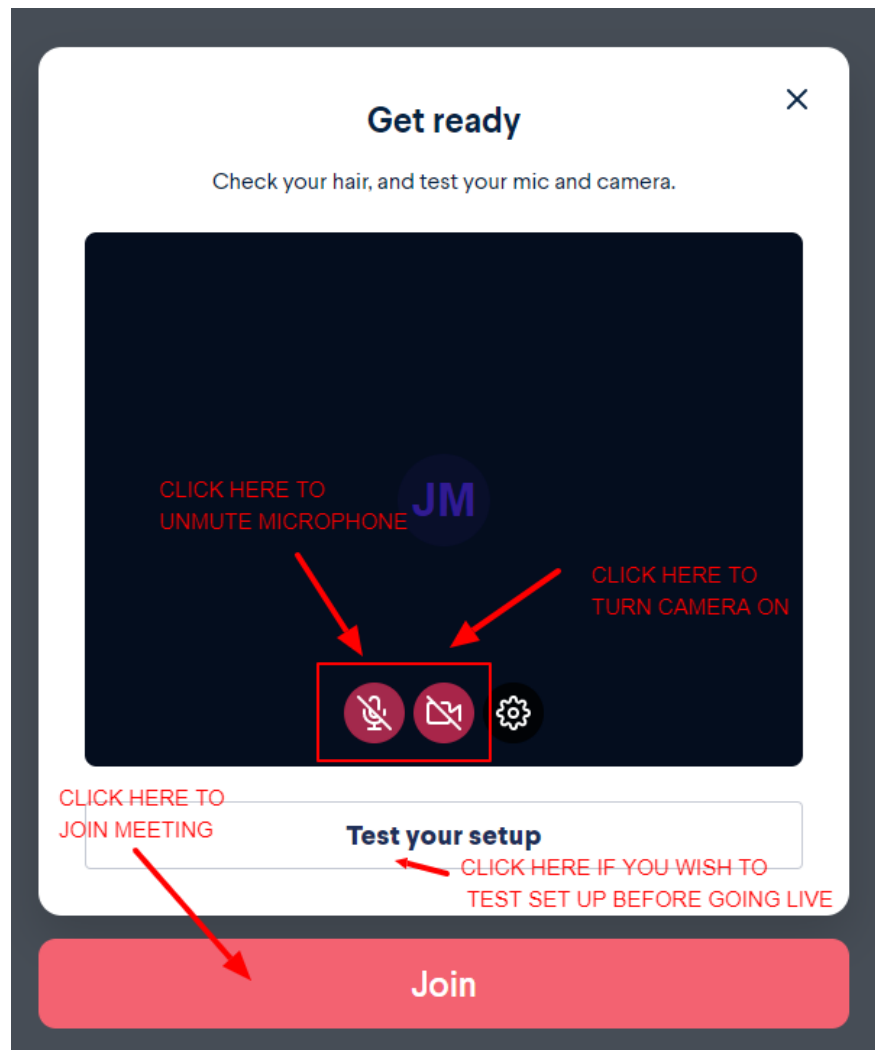 Get ready
Check your hair, and test your mic and camera.
CLICK HERE TO
UNMUTE MICROPHONE
JM
CLICK HERE TO
TURN CAMERA ON
CLICK HERE TO
JOIN MEETING
Test your setup
CLICK HERE IF YOU WISH TO
TEST SET UP BEFORE GOING LIVE
Join